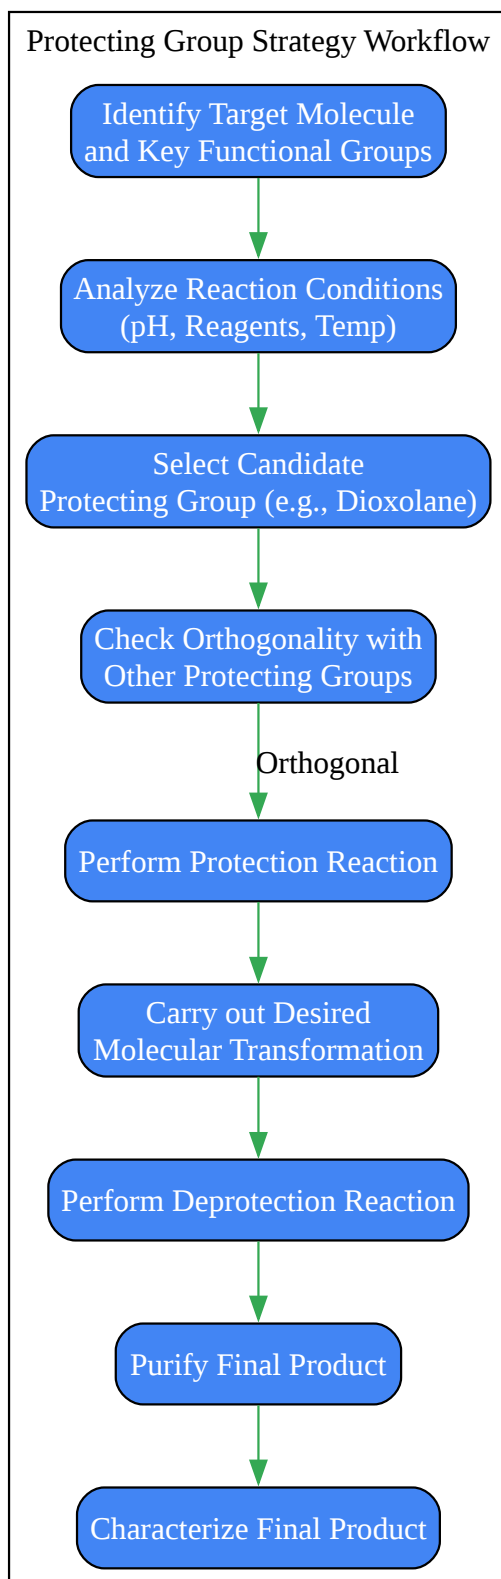 Protecting Group Strategy Workflow
Identify Target Molecule
and Key Functional Groups
Analyze Reaction Conditions
(pH, Reagents, Temp)
Select Candidate
Protecting Group (e.g., Dioxolane)
Check Orthogonality with
Other Protecting Groups
Orthogonal
Perform Protection Reaction
Carry out Desired
Molecular Transformation
Perform Deprotection Reaction
Purify Final Product
Characterize Final Product